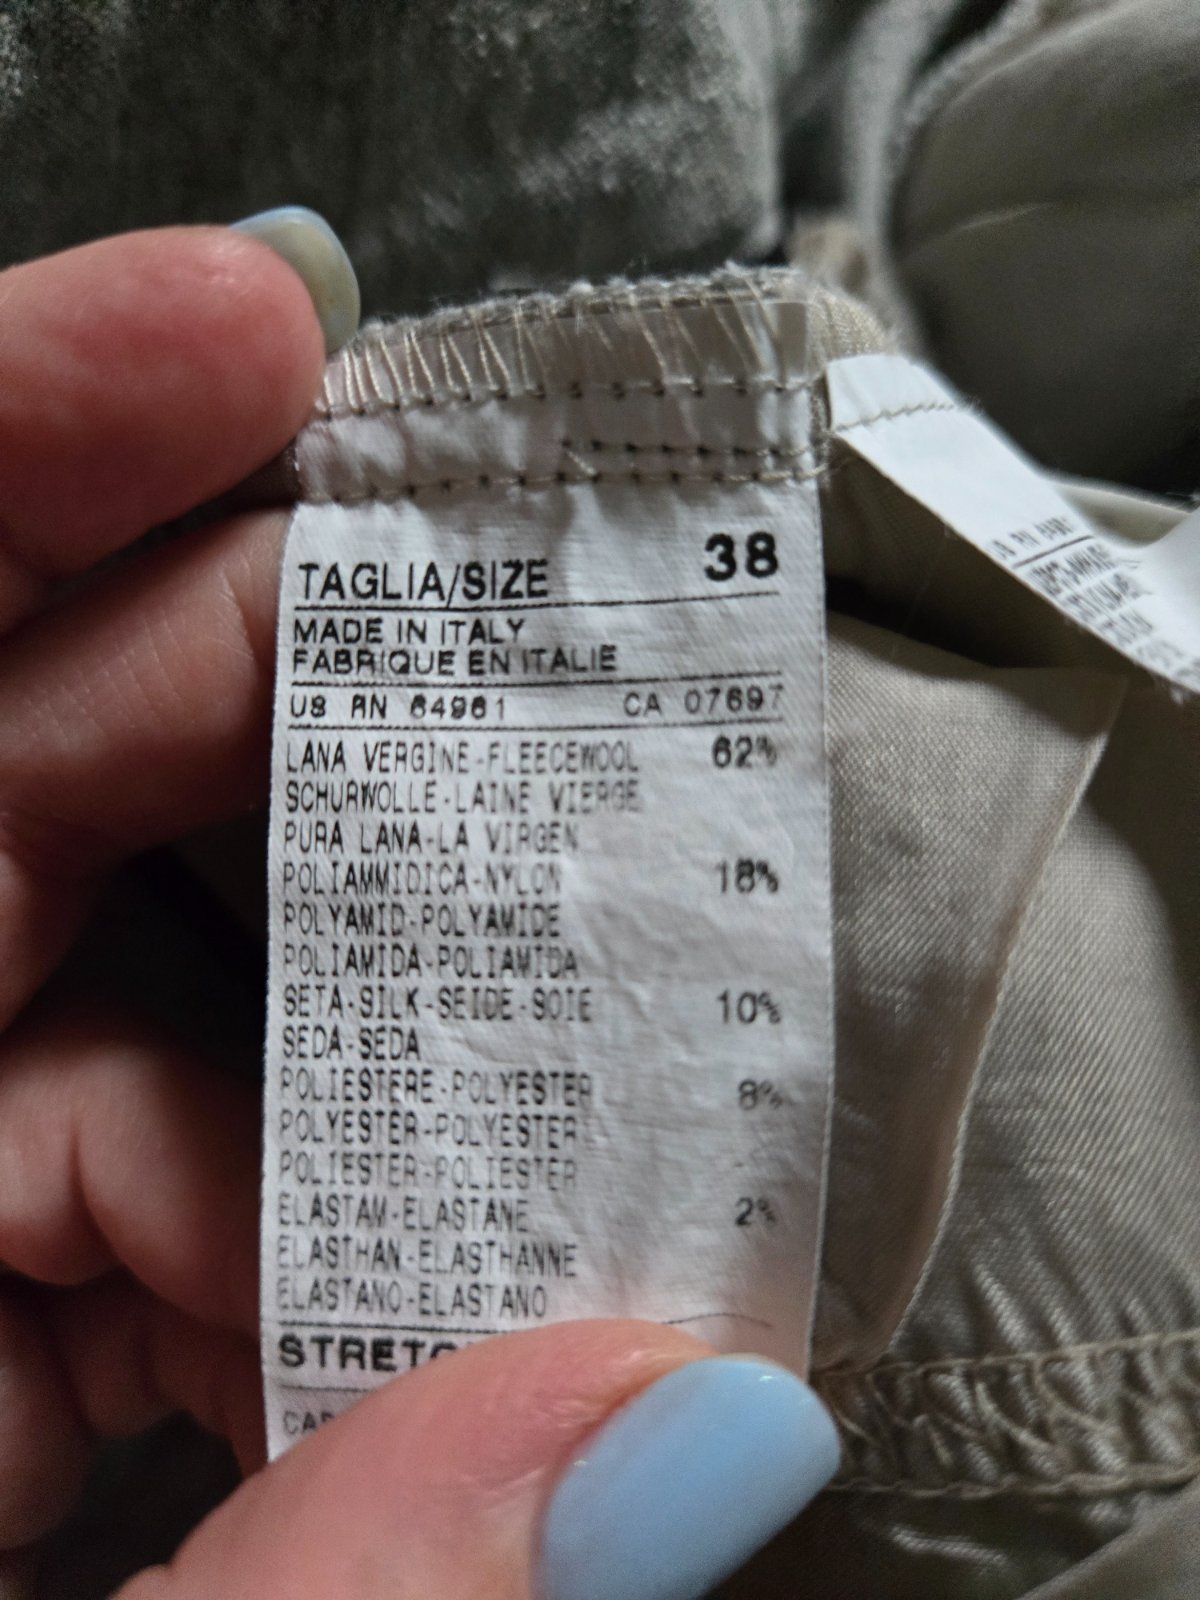 TAGLIA/SIZE 38
MADE IN ITALY
FABRIQUE EN ITALIE
US RN 64961 CA 07697
LANA VERGINE-FLEECEWOOL 62%
SCHURWOLLE-LAINE VIERGE
PURA LANA-LA VIRGEN
POLIAMMIDICA-NYLON 18%
POLYAMID-POLYAMIDE
POLIAMIDA-POLIAMIDA
SETA-SILK-SEIDE-SOIE 10%
SEDA-SEDA
POLIESTERE-POLYESTER 8%
POLYESTER-POLYESTER
POLIESTER-POLIESTER
ELASTAM-ELASTANE 2%
ELASTHAN-ELASTHANNE
ELASTANO-ELASTANO